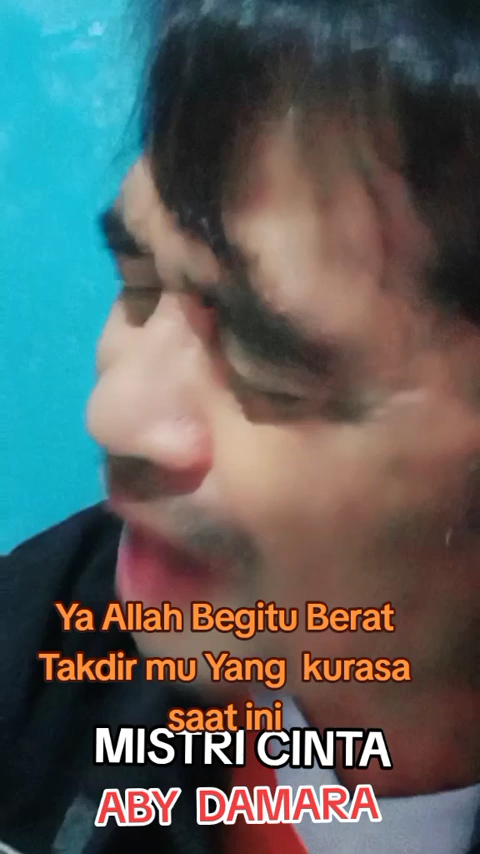 Ya Allah Begitu Berat
Takdir mu Yang kurasa
saat ini
MISTRI CINTA
ABY DAMARA